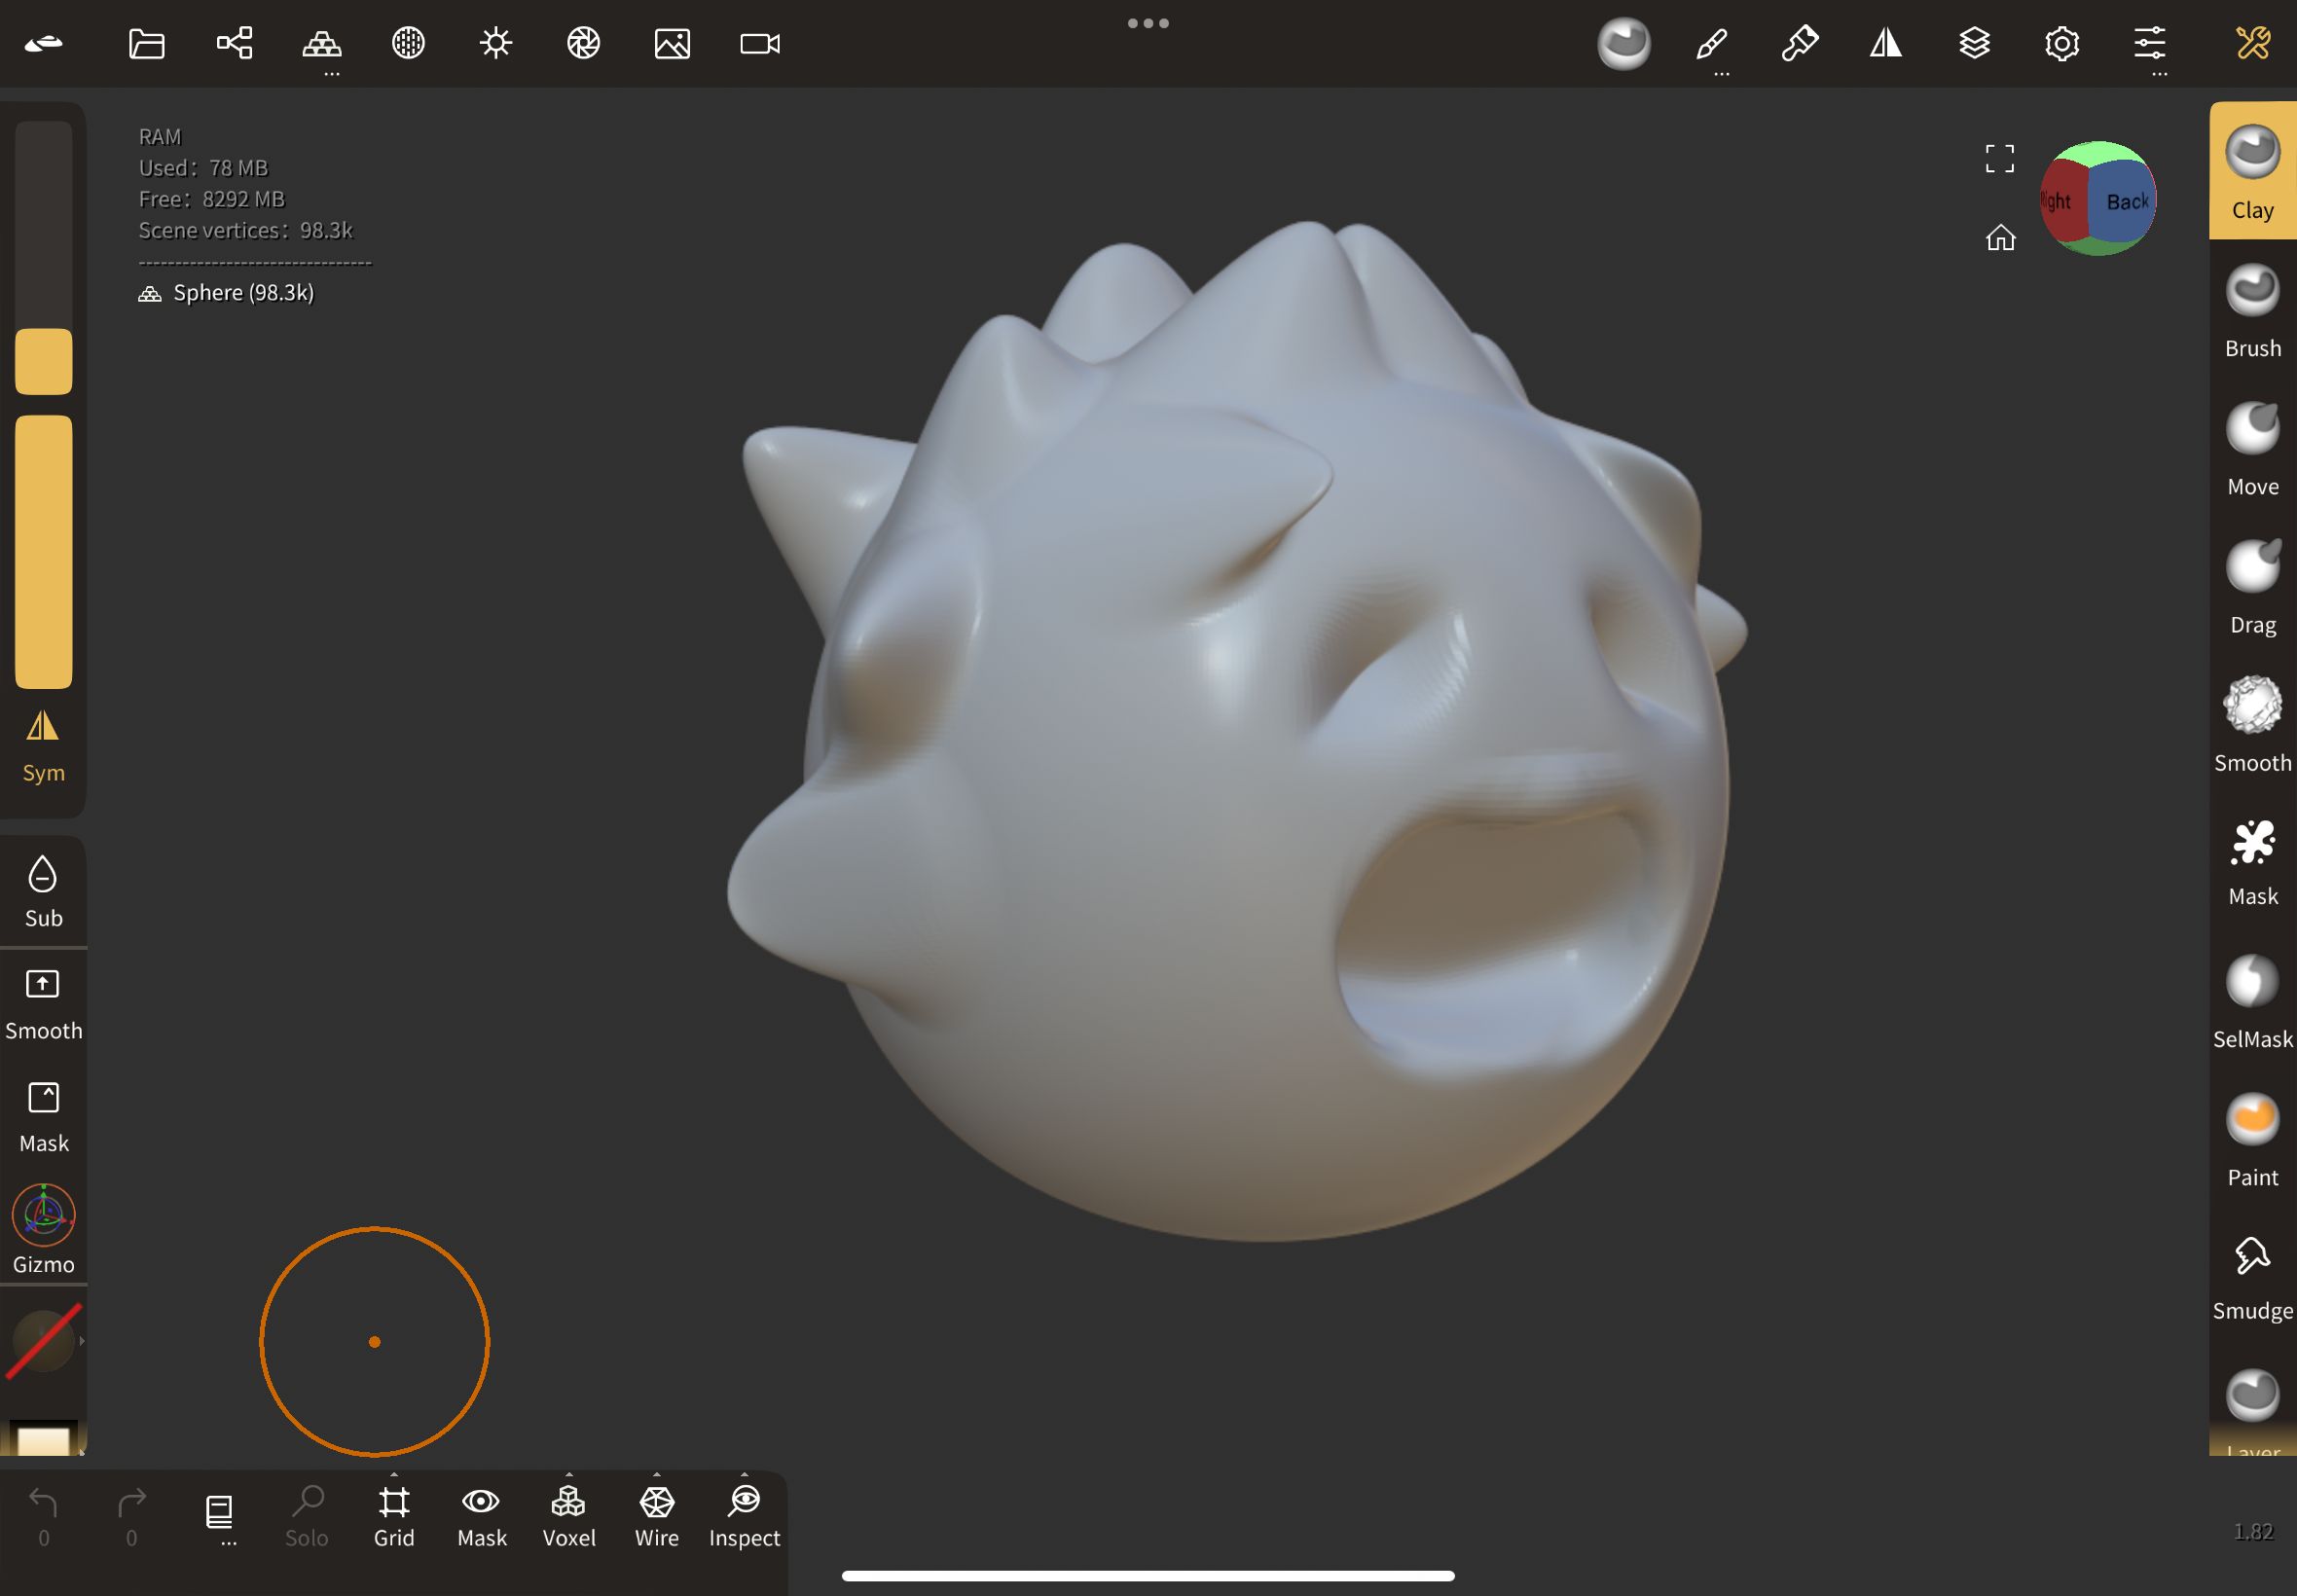 RAM
Used: 78 MB
Free: 8292 MB
Scene vertices: 98.3k
--------------------------------
Sphere (98.3k)
Right Back
Sym
Sub
Smooth
Mask
Gizmo
Clay
Brush
Move
Drag
Smooth
Mask
SelMask
Paint
Smudge
Layer
0
0
...
Solo
Grid
Mask
Voxel
Wire
Inspect
1.82